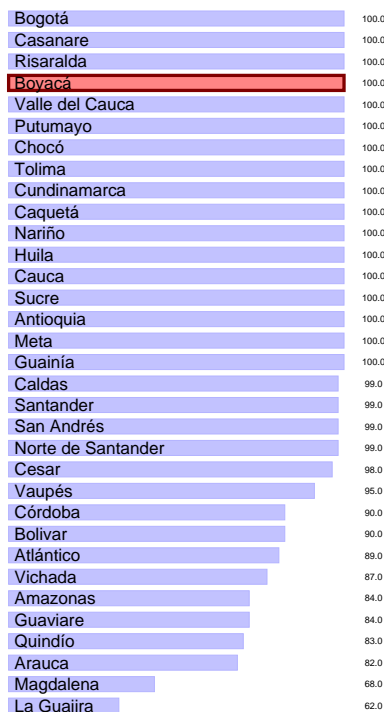 Bogotá 100.0
Casanare 100.0
Risaralda 100.0
Boyacá 100.0
Valle del Cauca 100.0
Putumayo 100.0
Chocó 100.0
Tolima 100.0
Cundinamarca 100.0
Caquetá 100.0
Nariño 100.0
Huila 100.0
Cauca 100.0
Sucre 100.0
Antioquia 100.0
Meta 100.0
Guainía 100.0
Caldas 99.0
Santander 99.0
San Andrés 99.0
Norte de Santander 99.0
Cesar 98.0
Vaupés 95.0
Córdoba 90.0
Bolivar 90.0
Atlántico 89.0
Vichada 87.0
Amazonas 84.0
Guaviare 84.0
Quindío 83.0
Arauca 82.0
Magdalena 68.0
La Guajira 62.0